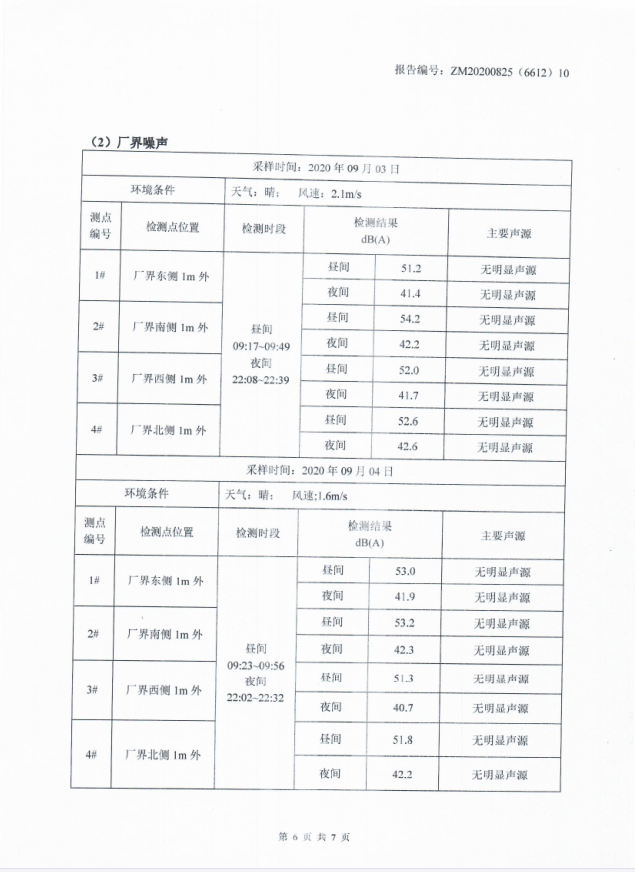 报告编号：ZM20200825（6612）10
（2）厂界噪声
采样时间：2020 年 09 月 03 日
环境条件 天气：晴； 风速：2.1m/s
测点编号 检测点位置 检测时段 检测结果 dB(A) 主要声源
1# 厂界东侧 1m 外 昼间 09:17~09:49 夜间 22:08~22:39 昼间 51.2 无明显声源
夜间 41.4 无明显声源
2# 厂界南侧 1m 外 昼间 54.2 无明显声源
夜间 42.2 无明显声源
3# 厂界西侧 1m 外 昼间 52.0 无明显声源
夜间 41.7 无明显声源
4# 厂界北侧 1m 外 昼间 52.6 无明显声源
夜间 42.6 无明显声源
采样时间：2020 年 09 月 04 日
环境条件 天气：晴； 风速:1.6m/s
测点编号 检测点位置 检测时段 检测结果 dB(A) 主要声源
1# 厂界东侧 1m 外 昼间 09:23~09:56 夜间 22:02~22:32 昼间 53.0 无明显声源
夜间 41.9 无明显声源
2# 厂界南侧 1m 外 昼间 53.2 无明显声源
夜间 42.3 无明显声源
3# 厂界西侧 1m 外 昼间 51.3 无明显声源
夜间 40.7 无明显声源
4# 厂界北侧 1m 外 昼间 51.8 无明显声源
夜间 42.2 无明显声源
第 6 页 共 7 页